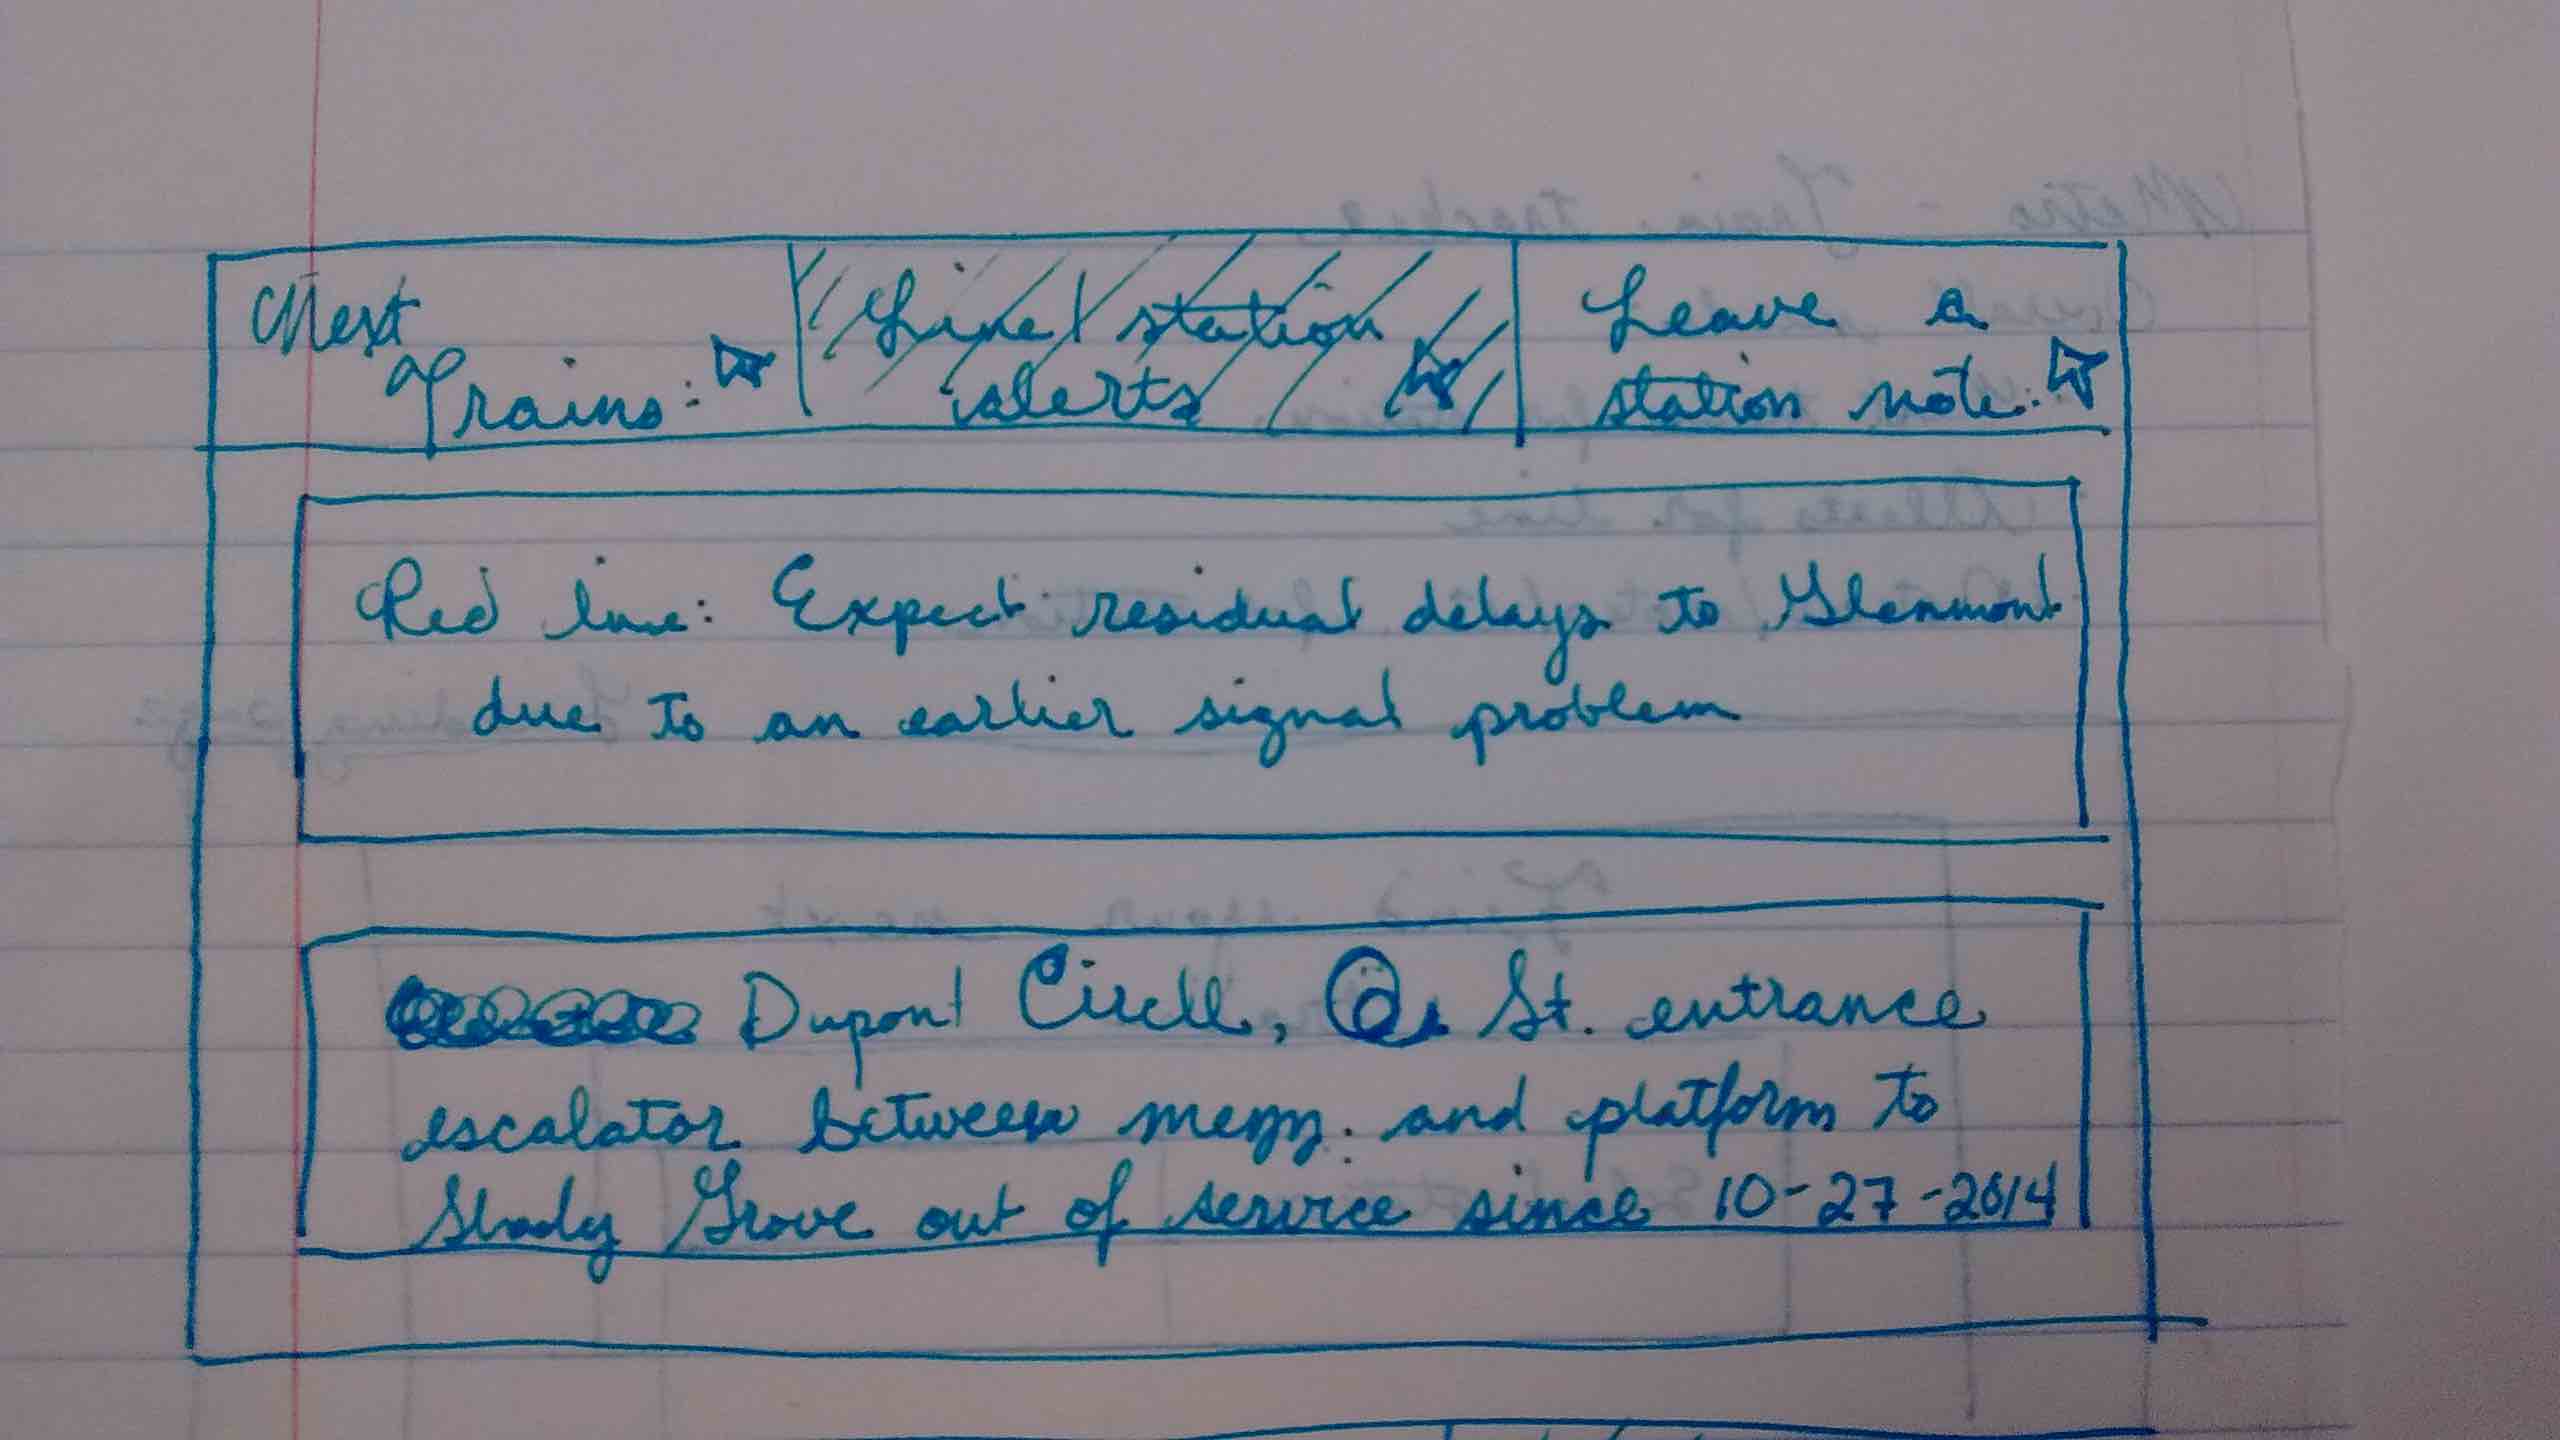 Next
Trains:
Line/station
alerts
Leave a
station note:
Red line: Expect residual delays to Glenmont
due to an earlier signal problem
Dupont Circle, Q St. entrance
escalator between mezz. and platform to
Shady Grove out of service since 10-27-2014